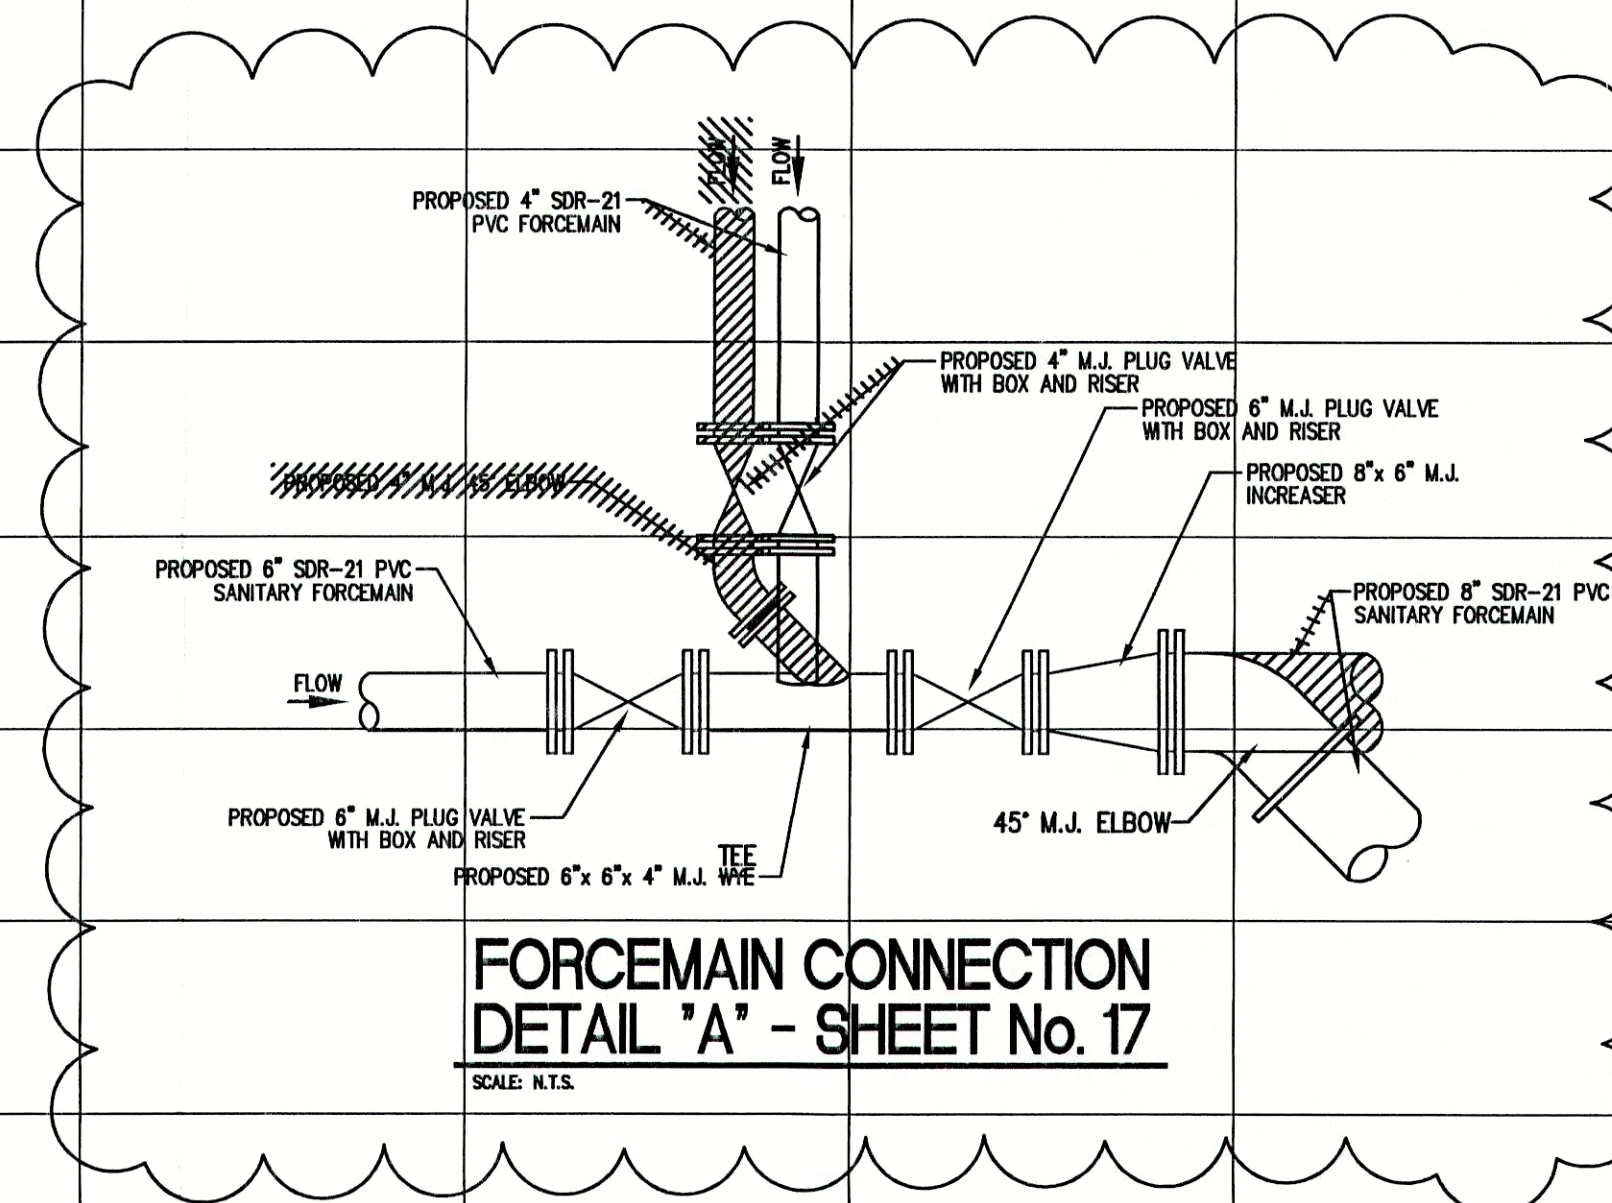 FLOW
FLOW
PROPOSED 4" SDR-21
PVC FORCEMAIN
PROPOSED 4" M.J. PLUG VALVE
WITH BOX AND RISER
PROPOSED 6" M.J. PLUG VALVE
WITH BOX AND RISER
PROPOSED 8"x 6" M.J.
INCREASER
PROPOSED 4" M.J. 45° ELBOW
PROPOSED 6" SDR-21 PVC
SANITARY FORCEMAIN
PROPOSED 8" SDR-21 PVC
SANITARY FORCEMAIN
FLOW
PROPOSED 6" M.J. PLUG VALVE
WITH BOX AND RISER
45° M.J. ELBOW
TEE
PROPOSED 6"x 6"x 4" M.J. WYE
FORCEMAIN CONNECTION
DETAIL "A" - SHEET No. 17
SCALE: N.T.S.